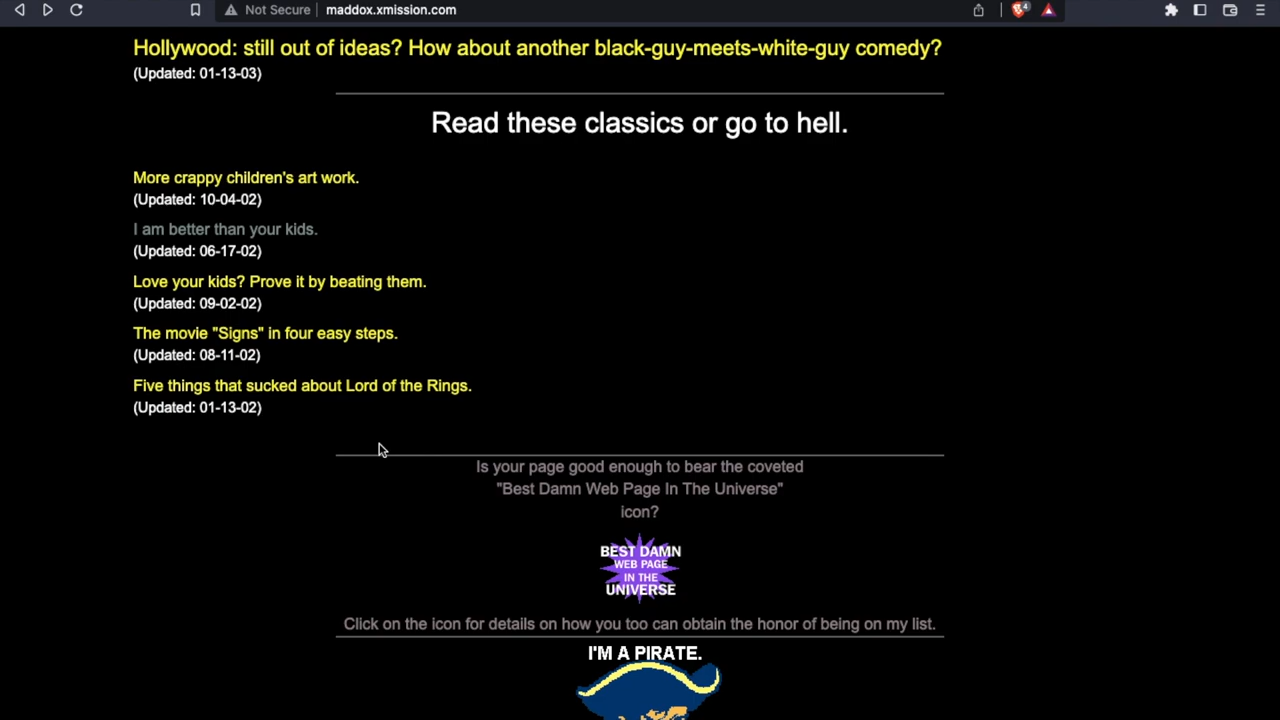 Not Secure
maddox.xmission.com
4
Hollywood: still out of ideas? How about another black-guy-meets-white-guy comedy?
(Updated: 01-13-03)
Read these classics or go to hell.
More crappy children's art work.
(Updated: 10-04-02)
I am better than your kids.
(Updated: 06-17-02)
Love your kids? Prove it by beating them.
(Updated: 09-02-02)
The movie "Signs" in four easy steps.
(Updated: 08-11-02)
Five things that sucked about Lord of the Rings.
(Updated: 01-13-02)
Is your page good enough to bear the coveted
"Best Damn Web Page In The Universe"
icon?
BEST DAMN
WEB PAGE
IN THE
UNIVERSE
Click on the icon for details on how you too can obtain the honor of being on my list.
I'M A PIRATE.